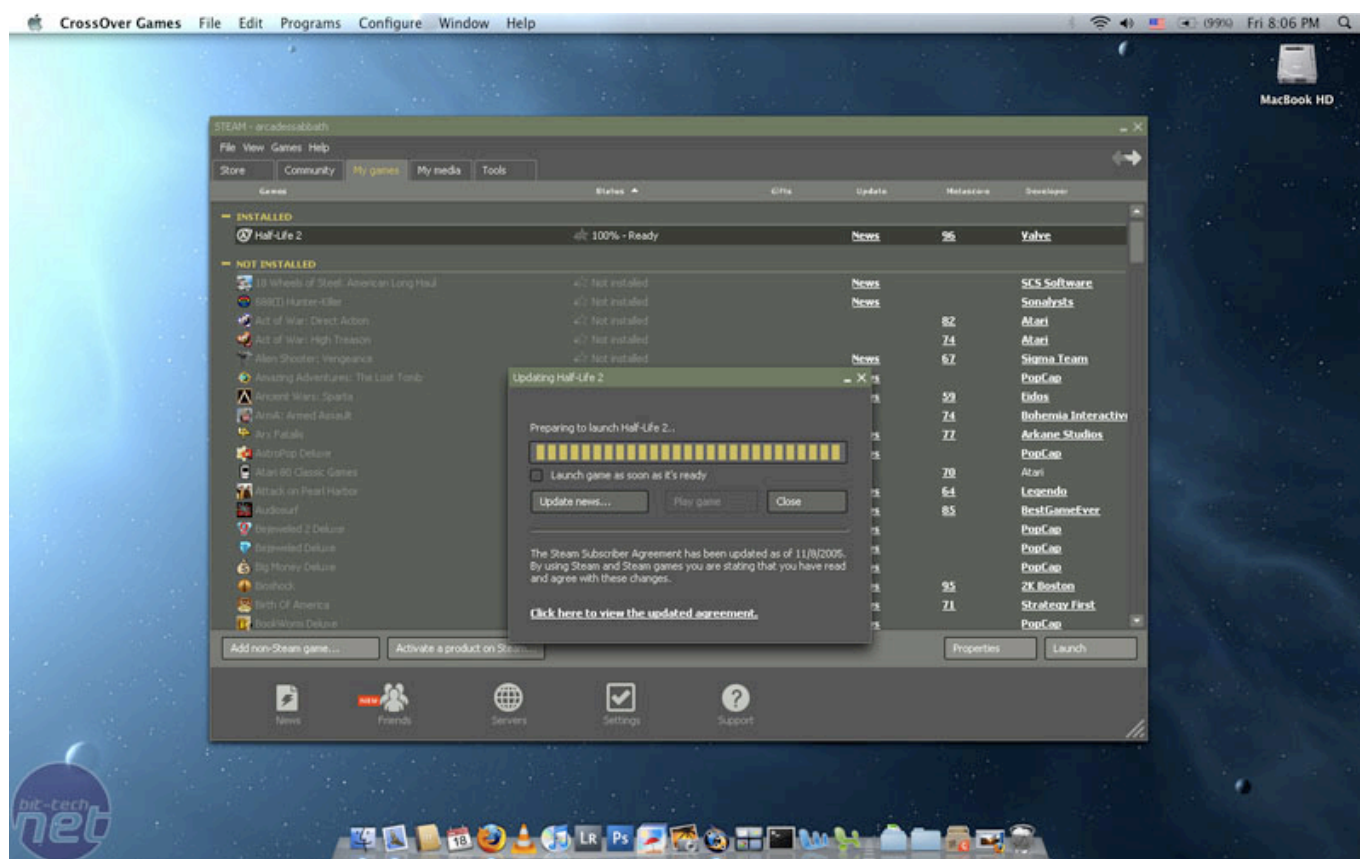 CrossOver Games File Edit Programs Configure Window Help (99%) Fri 8:06 PM
MacBook HD
STEAM - arcadessabbath
File View Games Help
Store Community My games My media Tools
Games Status Gifts Update Metascore Developer
INSTALLED
Half-Life 2 100% - Ready News 96 Valve
NOT INSTALLED
18 Wheels of Steel: American Long Haul Not installed News SCS Software
688(I) Hunter-Killer Not installed News Sonalysts
Act of War: Direct Action Not installed 82 Atari
Act of War: High Treason Not installed 74 Atari
Alien Shooter: Vengeance Not installed News 67 Sigma Team
Amazing Adventures: The Lost Tomb PopCap
Ancient Wars: Sparta 59 Eidos
ArmA: Armed Assault 74 Bohemia Interactiv
Arx Fatalis 77 Arkane Studios
AstroPop Deluxe PopCap
Atari 80 Classic Games 70 Atari
Attack on Pearl Harbor 64 Legendo
Audiosurf 85 BestGameEver
Bejeweled 2 Deluxe PopCap
Bejeweled Deluxe PopCap
Big Money Deluxe PopCap
Bioshock 95 2K Boston
Birth Of America 71 Strategy First
BookWorm Deluxe PopCap
Updating Half-Life 2
Preparing to launch Half-Life 2..
Launch game as soon as it's ready
Update news... Play game Close
The Steam Subscriber Agreement has been updated as of 11/8/2005.
By using Steam and Steam games you are stating that you have read
and agree with these changes.
Click here to view the updated agreement.
Add non-Steam game... Activate a product on Steam... Properties Launch
NEW
News Friends Servers Settings Support
bit-tech
net
18 LR Ps